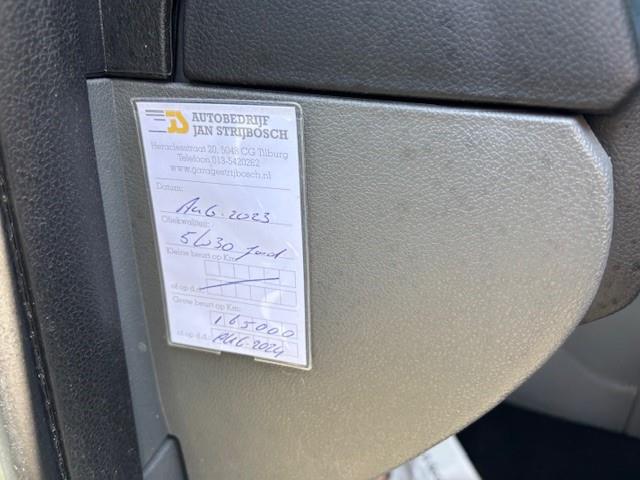 AUTOBEDRIJF
JAN STRIJBOSCH
Heraclesstraat 20, 5048 CG Tilburg
Telefoon 013-5420262
www.garagestrijbosch.nl
Datum:
AUG-2023
Oliekwaliteit:
5W30 Ford
Kleine beurt op Km.:
of op d.d.:
Grote beurt op Km.:
165000
of op d.d.: AUG-2024